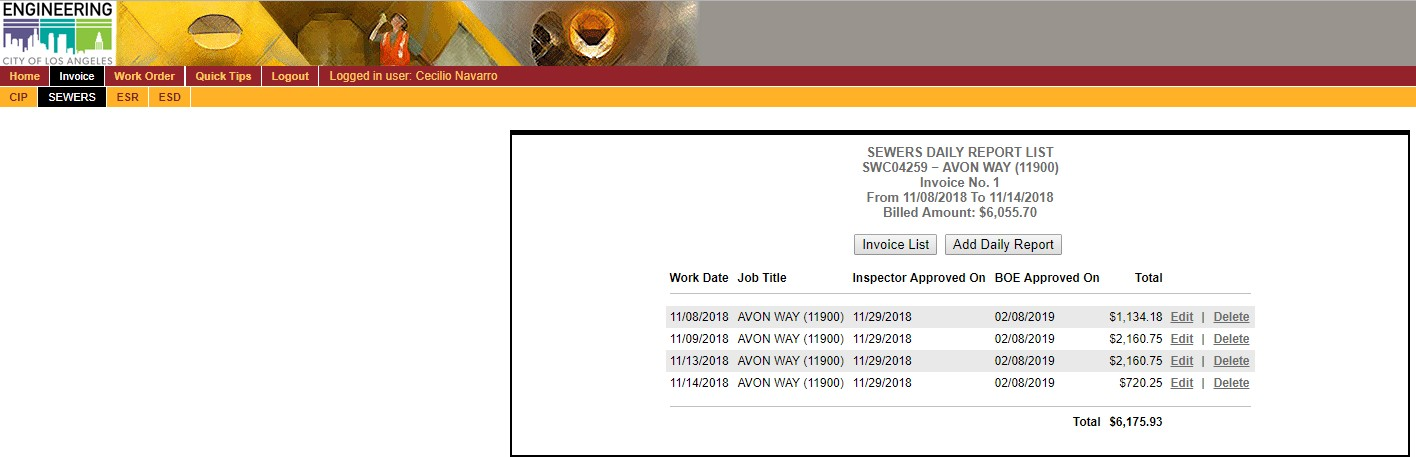 ENGINEERING
CITY OF LOS ANGELES
Home Invoice Work Order Quick Tips Logout Logged in user: Cecilio Navarro
CIP SEWERS ESR ESD
SEWERS DAILY REPORT LIST
SWC04259 – AVON WAY (11900)
Invoice No. 1
From 11/08/2018 To 11/14/2018
Billed Amount: $6,055.70
Invoice List Add Daily Report
Work Date Job Title Inspector Approved On BOE Approved On Total
11/08/2018 AVON WAY (11900) 11/29/2018 02/08/2019 $1,134.18 Edit | Delete
11/09/2018 AVON WAY (11900) 11/29/2018 02/08/2019 $2,160.75 Edit | Delete
11/13/2018 AVON WAY (11900) 11/29/2018 02/08/2019 $2,160.75 Edit | Delete
11/14/2018 AVON WAY (11900) 11/29/2018 02/08/2019 $720.25 Edit | Delete
Total $6,175.93